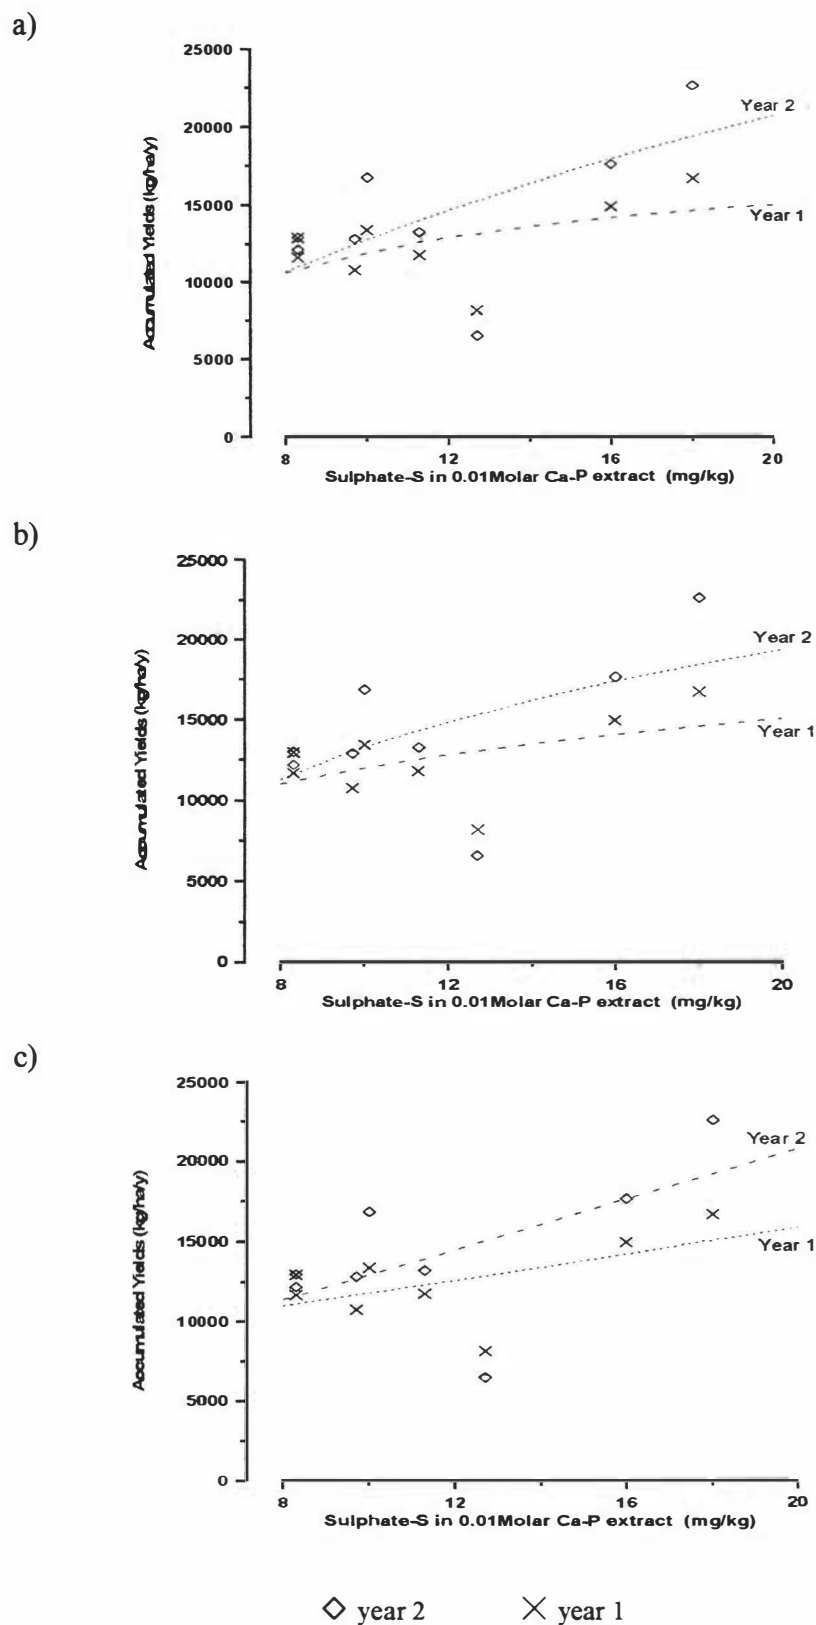 a)
25000
20000
15000
10000
5000
0
Accumulated Yields (kg/ha/y)
Year 2
Year 1
8
12
16
20
Sulphate-S in 0.01Molar Ca-P extract (mg/kg)
b)
25000
20000
15000
10000
5000
0
Accumulated Yields (kg/ha/y)
Year 2
Year 1
8
12
16
20
Sulphate-S in 0.01Molar Ca-P extract (mg/kg)
c)
25000
20000
15000
10000
5000
0
Accumulated Yields (kg/ha/y)
Year 2
Year 1
8
12
16
20
Sulphate-S in 0.01Molar Ca-P extract (mg/kg)
year 2
year 1